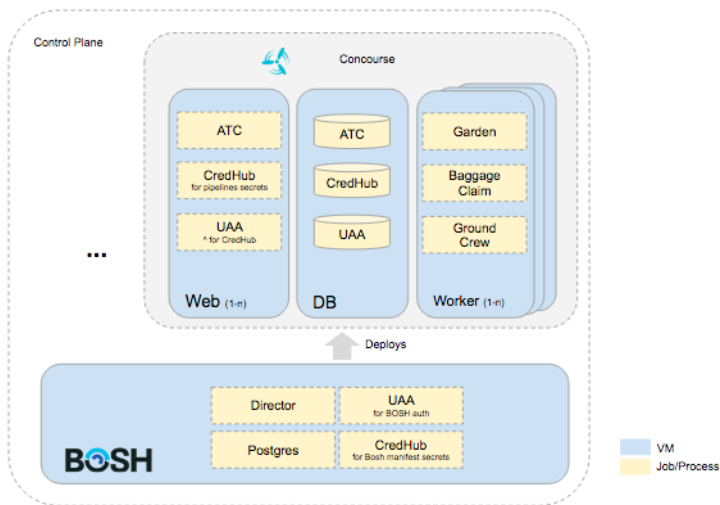 Control Plane
Concourse
ATC
CredHub
for pipelines secrets
UAA
^ for CredHub
Web (1-n)
ATC
CredHub
UAA
DB
Garden
Baggage
Claim
Ground
Crew
Worker (1-n)
...
Deploys
Director
UAA
for BOSH auth
Postgres
CredHub
for Bosh manifest secrets
BOSH
VM
Job/Process